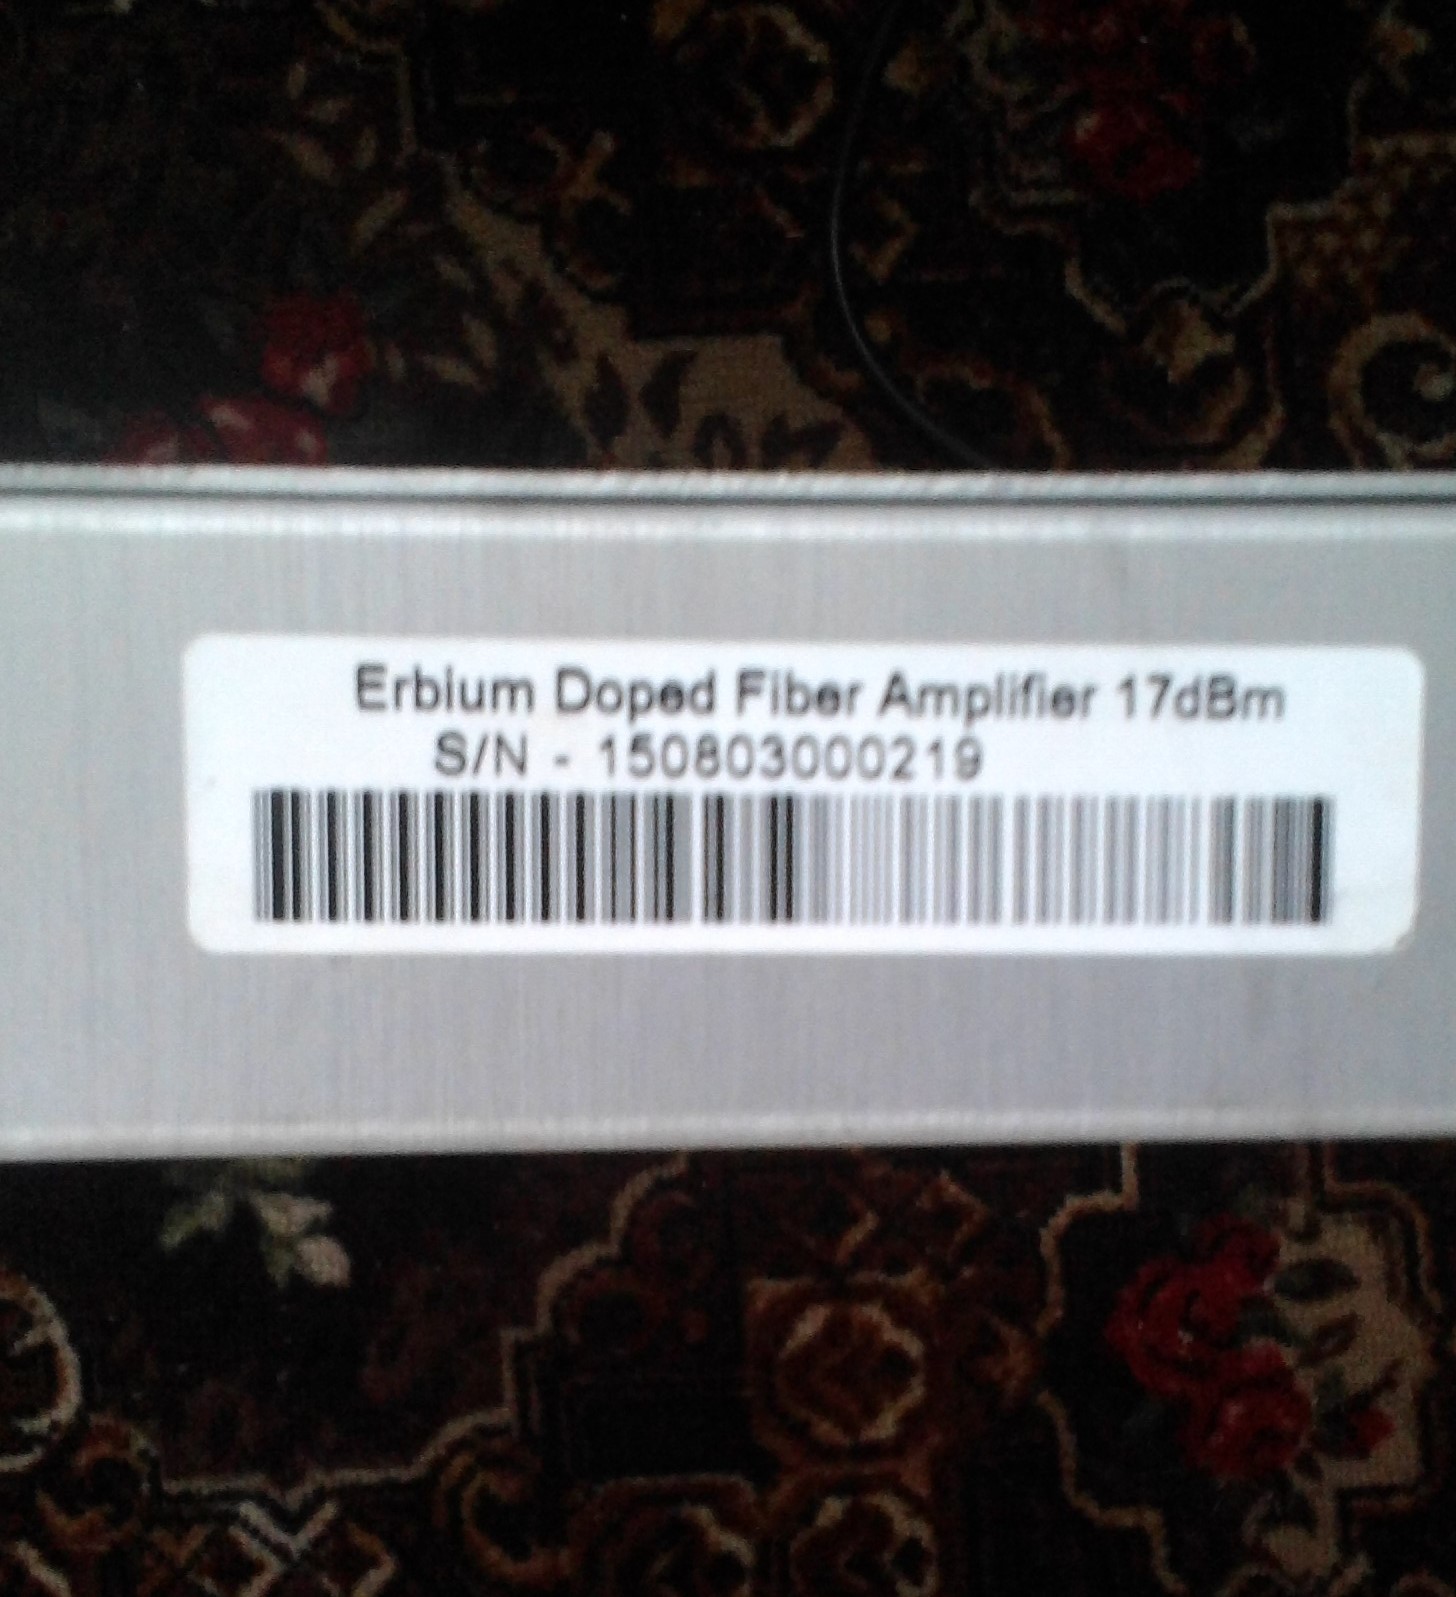 Erbium Doped Fiber Amplifier 17dBm
S/N - 150803000219